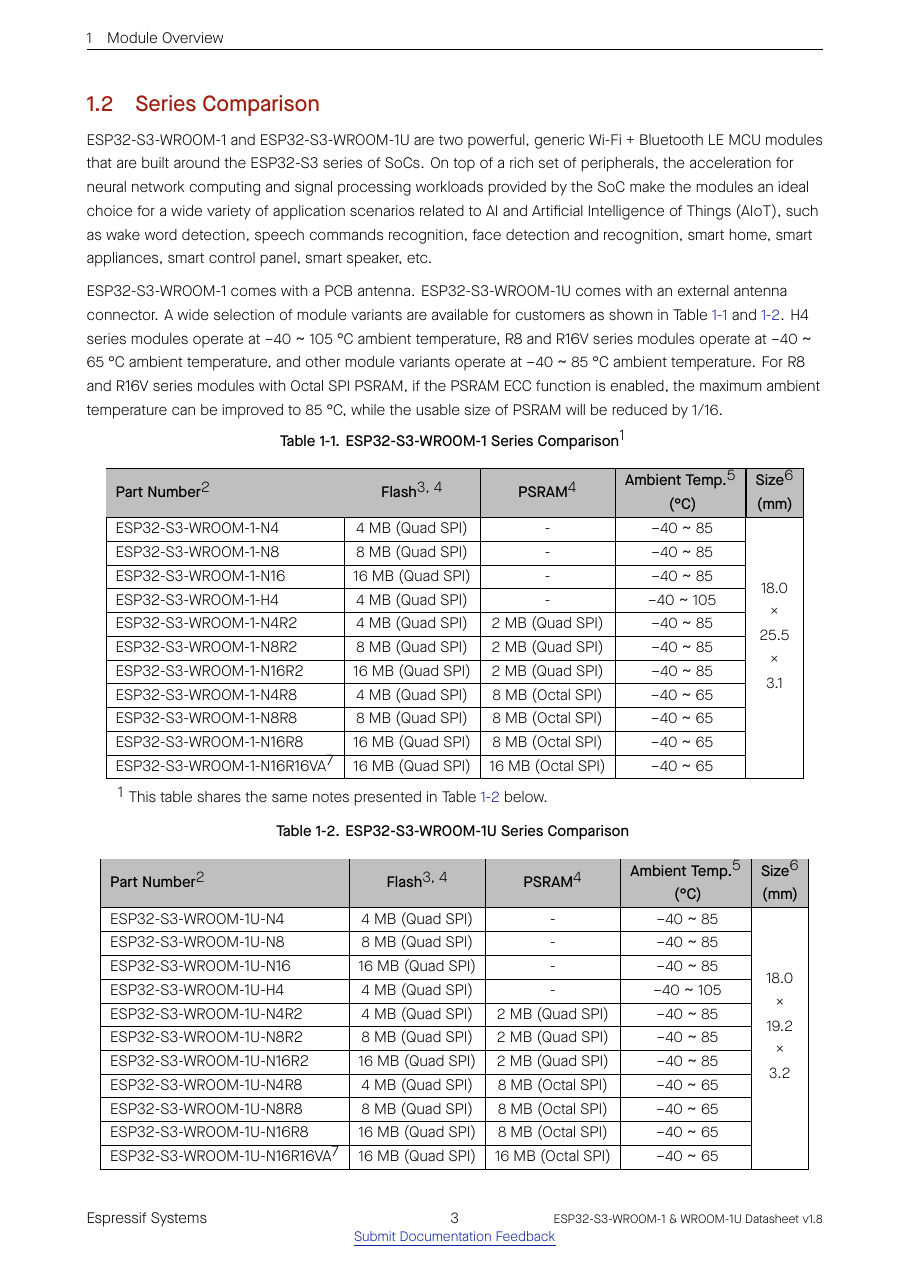 1 Module Overview
1.2 Series Comparison
ESP32-S3-WROOM-1 and ESP32-S3-WROOM-1U are two powerful, generic Wi-Fi + Bluetooth LE MCU modules
that are built around the ESP32-S3 series of SoCs. On top of a rich set of peripherals, the acceleration for
neural network computing and signal processing workloads provided by the SoC make the modules an ideal
choice for a wide variety of application scenarios related to AI and Artificial Intelligence of Things (AIoT), such
as wake word detection, speech commands recognition, face detection and recognition, smart home, smart
appliances, smart control panel, smart speaker, etc.
ESP32-S3-WROOM-1 comes with a PCB antenna. ESP32-S3-WROOM-1U comes with an external antenna
connector. A wide selection of module variants are available for customers as shown in Table 1-1 and 1-2. H4
series modules operate at –40 ~ 105 °C ambient temperature, R8 and R16V series modules operate at –40 ~
65 °C ambient temperature, and other module variants operate at –40 ~ 85 °C ambient temperature. For R8
and R16V series modules with Octal SPI PSRAM, if the PSRAM ECC function is enabled, the maximum ambient
temperature can be improved to 85 °C, while the usable size of PSRAM will be reduced by 1/16.
Table 1-1. ESP32-S3-WROOM-1 Series Comparison1
Part Number2 Flash3, 4 PSRAM4 Ambient Temp.5 (°C) Size6 (mm)
ESP32-S3-WROOM-1-N4 4 MB (Quad SPI) - –40 ~ 85
ESP32-S3-WROOM-1-N8 8 MB (Quad SPI) - –40 ~ 85
ESP32-S3-WROOM-1-N16 16 MB (Quad SPI) - –40 ~ 85
ESP32-S3-WROOM-1-H4 4 MB (Quad SPI) - –40 ~ 105
ESP32-S3-WROOM-1-N4R2 4 MB (Quad SPI) 2 MB (Quad SPI) –40 ~ 85
ESP32-S3-WROOM-1-N8R2 8 MB (Quad SPI) 2 MB (Quad SPI) –40 ~ 85
ESP32-S3-WROOM-1-N16R2 16 MB (Quad SPI) 2 MB (Quad SPI) –40 ~ 85
ESP32-S3-WROOM-1-N4R8 4 MB (Quad SPI) 8 MB (Octal SPI) –40 ~ 65
ESP32-S3-WROOM-1-N8R8 8 MB (Quad SPI) 8 MB (Octal SPI) –40 ~ 65
ESP32-S3-WROOM-1-N16R8 16 MB (Quad SPI) 8 MB (Octal SPI) –40 ~ 65
ESP32-S3-WROOM-1-N16R16VA7 16 MB (Quad SPI) 16 MB (Octal SPI) –40 ~ 65
18.0
×
25.5
×
3.1
1 This table shares the same notes presented in Table 1-2 below.
Table 1-2. ESP32-S3-WROOM-1U Series Comparison
Part Number2 Flash3, 4 PSRAM4 Ambient Temp.5 (°C) Size6 (mm)
ESP32-S3-WROOM-1U-N4 4 MB (Quad SPI) - –40 ~ 85
ESP32-S3-WROOM-1U-N8 8 MB (Quad SPI) - –40 ~ 85
ESP32-S3-WROOM-1U-N16 16 MB (Quad SPI) - –40 ~ 85
ESP32-S3-WROOM-1U-H4 4 MB (Quad SPI) - –40 ~ 105
ESP32-S3-WROOM-1U-N4R2 4 MB (Quad SPI) 2 MB (Quad SPI) –40 ~ 85
ESP32-S3-WROOM-1U-N8R2 8 MB (Quad SPI) 2 MB (Quad SPI) –40 ~ 85
ESP32-S3-WROOM-1U-N16R2 16 MB (Quad SPI) 2 MB (Quad SPI) –40 ~ 85
ESP32-S3-WROOM-1U-N4R8 4 MB (Quad SPI) 8 MB (Octal SPI) –40 ~ 65
ESP32-S3-WROOM-1U-N8R8 8 MB (Quad SPI) 8 MB (Octal SPI) –40 ~ 65
ESP32-S3-WROOM-1U-N16R8 16 MB (Quad SPI) 8 MB (Octal SPI) –40 ~ 65
ESP32-S3-WROOM-1U-N16R16VA7 16 MB (Quad SPI) 16 MB (Octal SPI) –40 ~ 65
18.0
×
19.2
×
3.2
Espressif Systems 3 ESP32-S3-WROOM-1 & WROOM-1U Datasheet v1.8
Submit Documentation Feedback